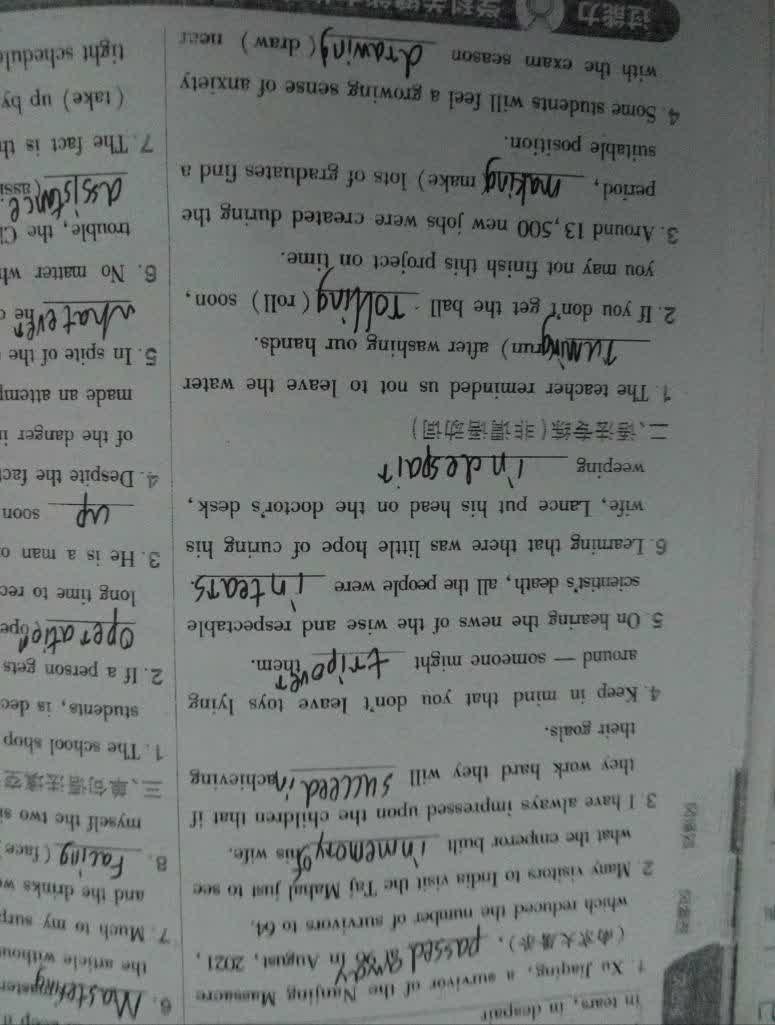 in tears, in despair
1. Xu Jiaqing, a survivor of the Nanjing Massacre
(南京大屠杀), passed away in August, 2021,
which reduced the number of survivors to 64.
2. Many visitors to India visit the Taj Mahal just to see
what the emperor built in memory of his wife.
3. I have always impressed upon the children that if
they work hard they will succeed in achieving
their goals.
4. Keep in mind that you don't leave toys lying
around — someone might trip over them.
5. On hearing the news of the wise and respectable
scientist's death, all the people were in tears.
6. Learning that there was little hope of curing his
wife, Lance put his head on the doctor's desk,
weeping in despair
二、语法专练(非谓语动词)
1. The teacher reminded us not to leave the water
running (run) after washing our hands.
2. If you don't get the ball rolling (roll) soon,
you may not finish this project on time.
3. Around 13,500 new jobs were created during the
period, making (make) lots of graduates find a
suitable position.
4. Some students will feel a growing sense of anxiety
with the exam season drawing (draw) near
过能力
6. Mastering (master
the article without
7. Much to my surp
and the drinks w
8. Facing (face
myself the two si
三、单句语法填空
1. The school shop
students, is dec
2. If a person gets
operation (ope
long time to rec
3. He is a man o
up soon
4. Despite the fact
of the danger i
made an attemp
5. In spite of the
whatever he
6. No matter wh
trouble, the Ch
assistance (assi
7. The fact is th
(take) up by
tight schedule